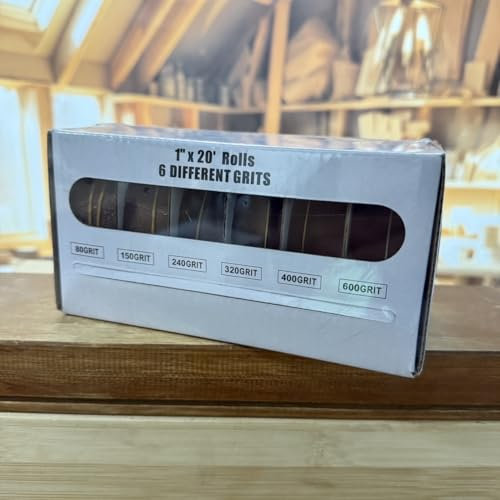 1" x 20' Rolls
6 DIFFERENT GRITS
80GRIT 150GRIT 240GRIT 320GRIT 400GRIT 600GRIT